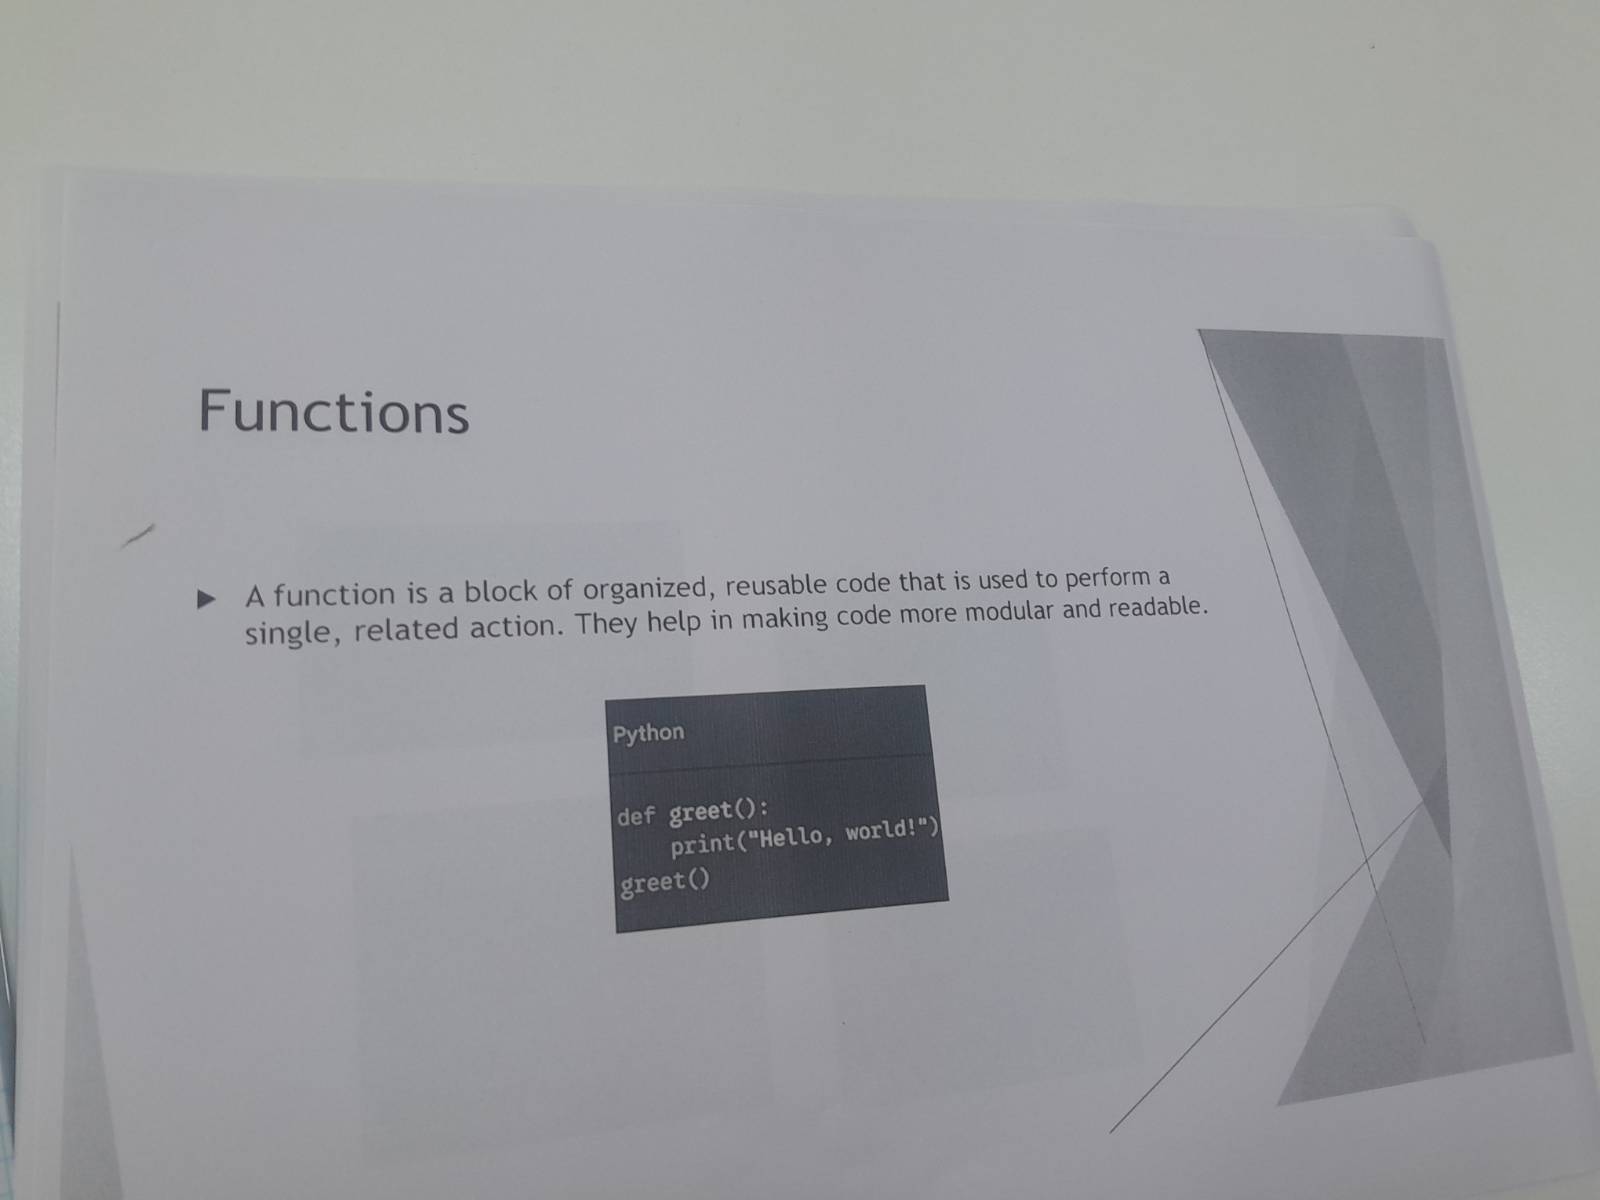 Functions
▶ A function is a block of organized, reusable code that is used to perform a
single, related action. They help in making code more modular and readable.
Python
def greet():
    print("Hello, world!")
greet()